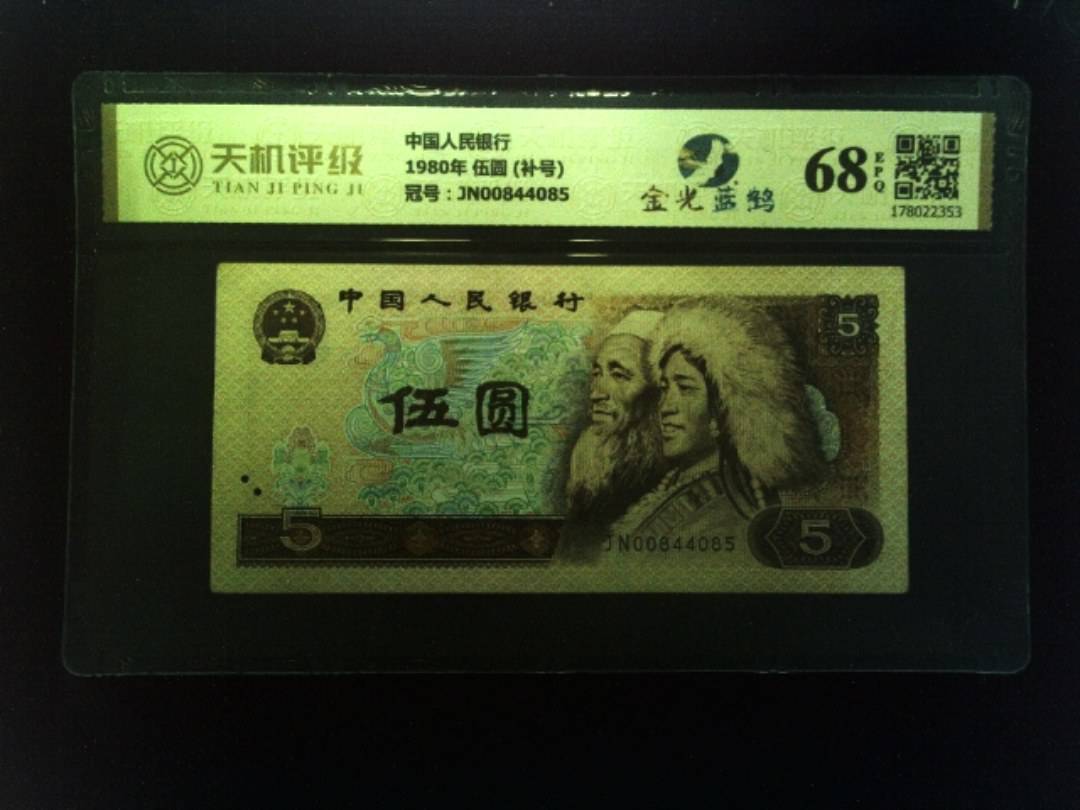 天机评级
TIAN JI PING JI
中国人民银行
1980年 伍圆 (补号)
冠号：JN00844085
金光蓝鹤
68
EPQ
178022353
中国人民银行
5
伍圆
5
JN00844085
5